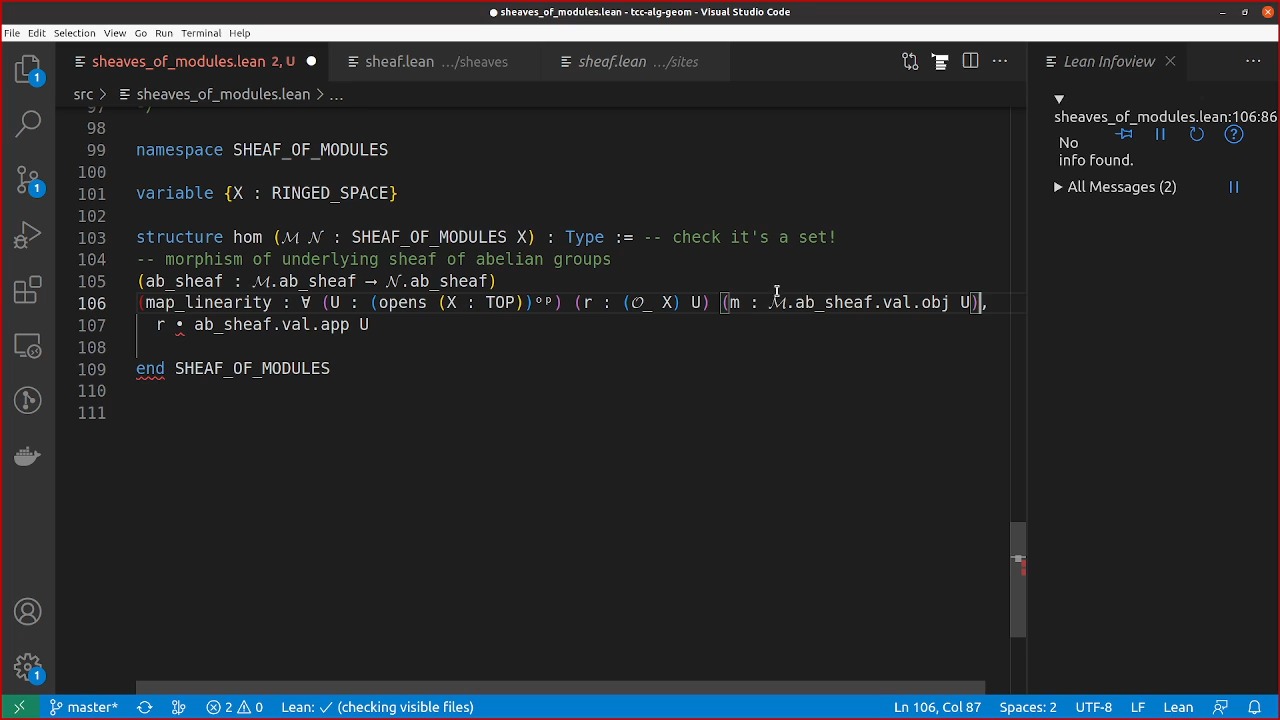 ● sheaves_of_modules.lean - tcc-alg-geom - Visual Studio Code
File Edit Selection View Go Run Terminal Help
sheaves_of_modules.lean 2, U ● sheaf.lean .../sheaves sheaf.lean .../sites Lean Infoview
src > sheaves_of_modules.lean > ...
97 -/
98
99 namespace SHEAF_OF_MODULES
100
101 variable {X : RINGED_SPACE}
102
103 structure hom (𝓜 𝓝 : SHEAF_OF_MODULES X) : Type := -- check it's a set!
104 -- morphism of underlying sheaf of abelian groups
105 (ab_sheaf : 𝓜.ab_sheaf ⟶ 𝓝.ab_sheaf)
106 (map_linearity : ∀ (U : (opens (X : TOP))ᵒᵖ) (r : (𝒪_ X) U) (m : 𝓜.ab_sheaf.val.obj U),
107 r • ab_sheaf.val.app U
108
109 end SHEAF_OF_MODULES
110
111
sheaves_of_modules.lean:106:86
No
info found.
All Messages (2)
1
1
1
master* 2 0 Lean: ✓ (checking visible files) Ln 106, Col 87 Spaces: 2 UTF-8 LF Lean